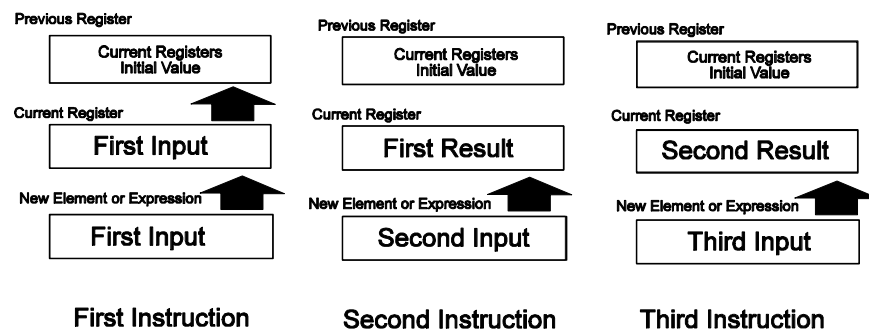 Previous Register
Current Registers
Initial Value
Current Register
First Input
New Element or Expression
First Input
First Instruction
Previous Register
Current Registers
Initial Value
Current Register
First Result
New Element or Expression
Second Input
Second Instruction
Previous Register
Current Registers
Initial Value
Current Register
Second Result
New Element or Expression
Third Input
Third Instruction